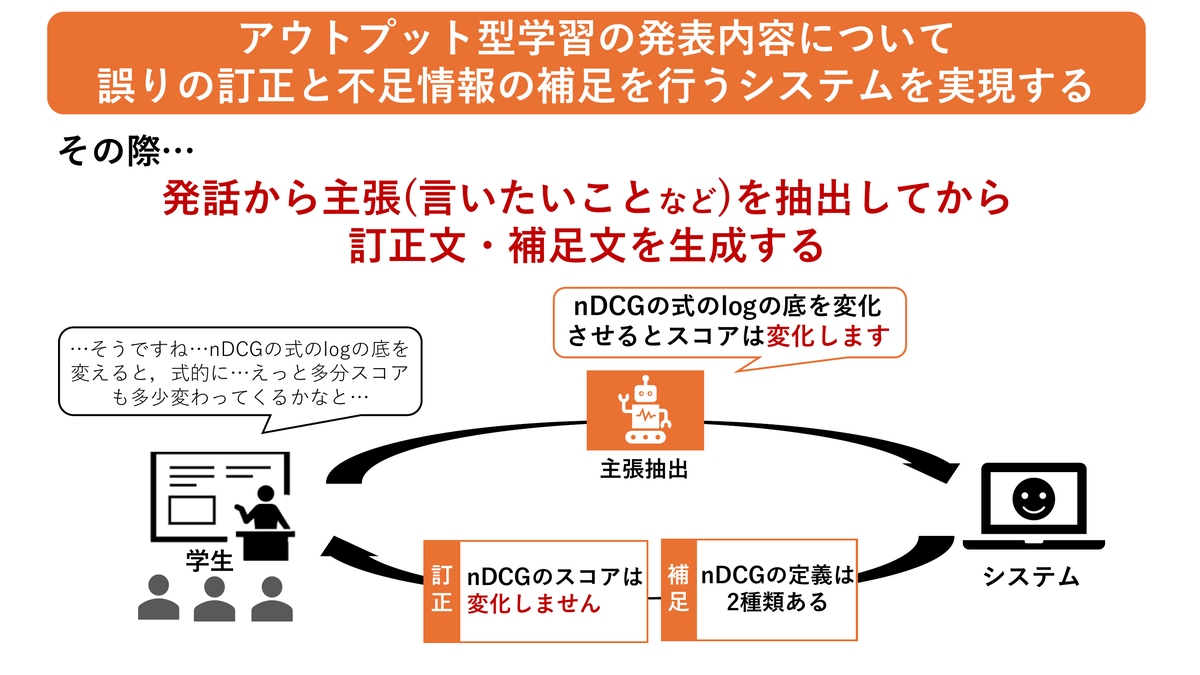 アウトプット型学習の発表内容について
誤りの訂正と不足情報の補足を行うシステムを実現する
その際…
発話から主張(言いたいことなど)を抽出してから
訂正文・補足文を生成する
nDCGの式のlogの底を変化
させるとスコアは変化します
…そうですね…nDCGの式のlogの底を
変えると，式的に…えっと多分スコア
も多少変わってくるかなと…
主張抽出
学生
システム
訂正
nDCGのスコアは
変化しません
補足
nDCGの定義は
2種類ある